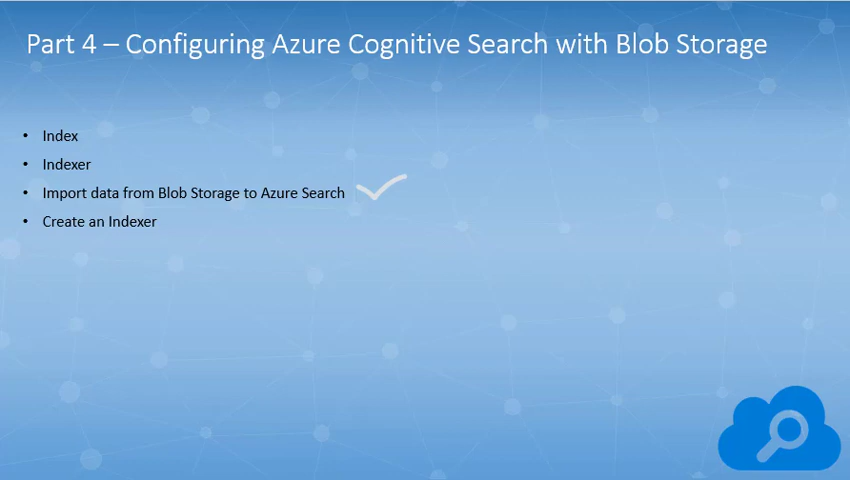 Part 4 – Configuring Azure Cognitive Search with Blob Storage
• Index
• Indexer
• Import data from Blob Storage to Azure Search
• Create an Indexer